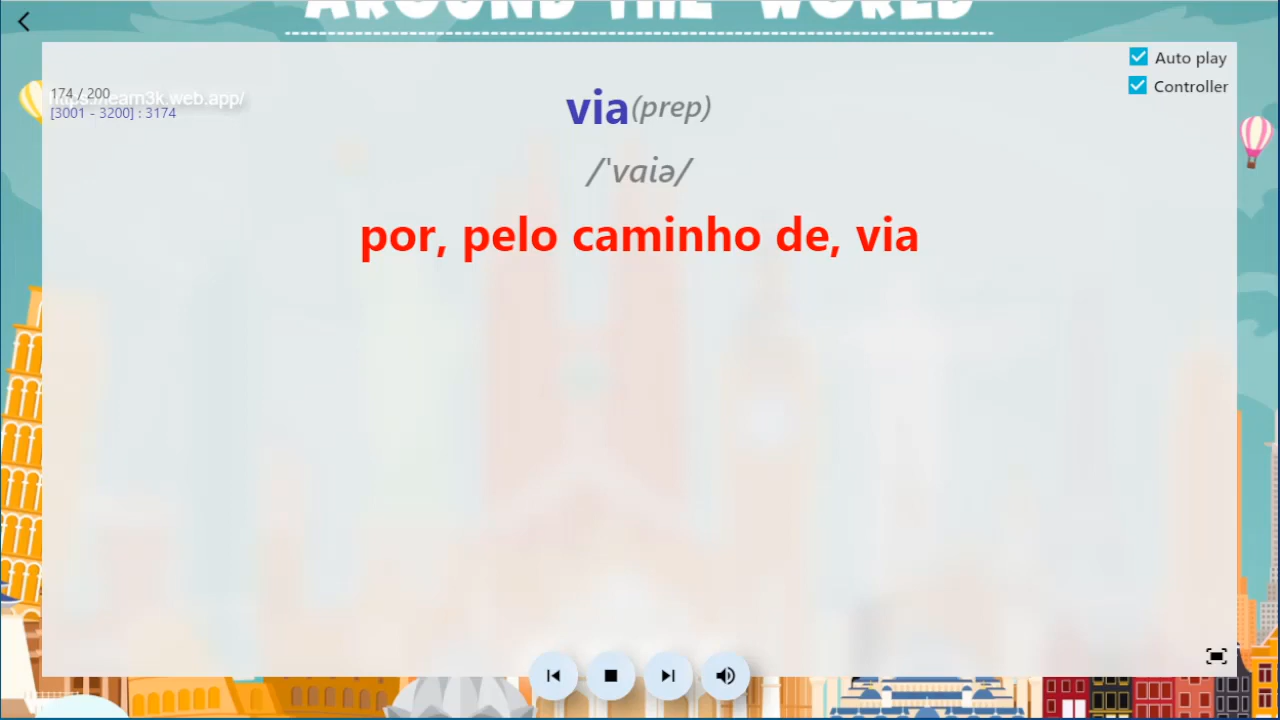 AROUND THE WORLD
Auto play
Controller
174 / 200
https://learn3k.web.app/
[3001 - 3200] : 3174
via(prep)
/ˈvaiə/
por, pelo caminho de, via